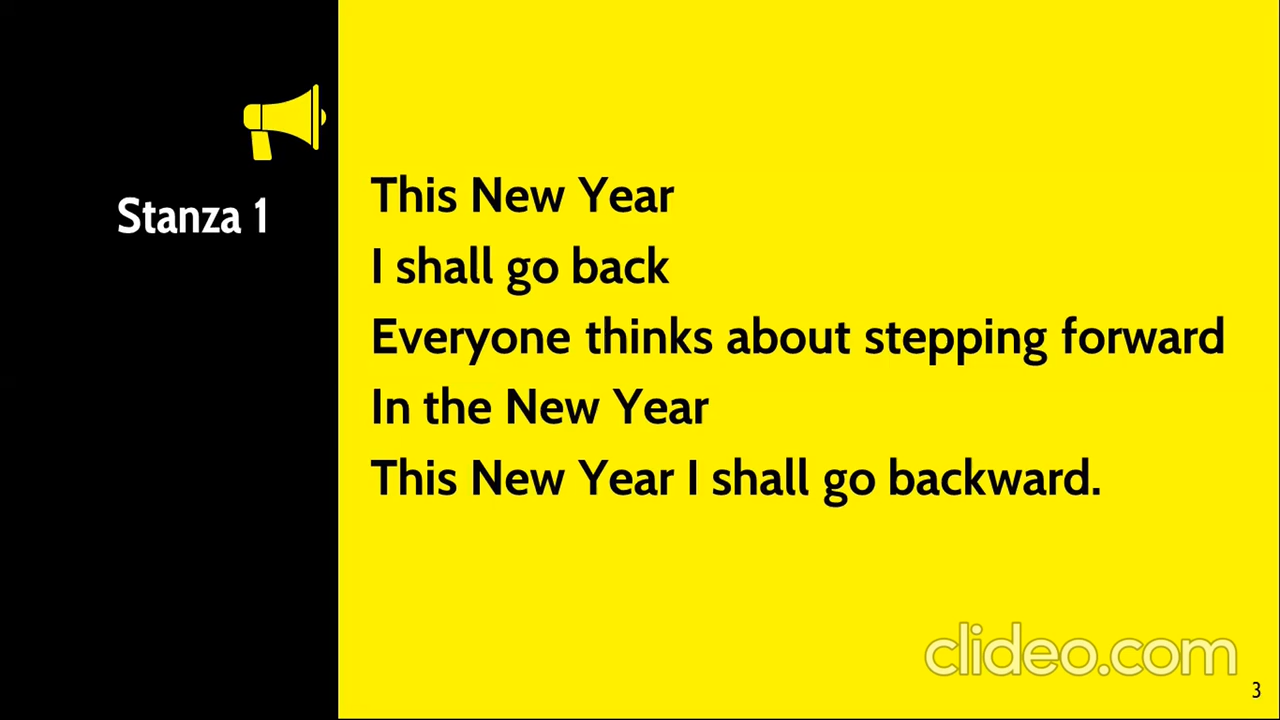 Stanza 1
This New Year
I shall go back
Everyone thinks about stepping forward
In the New Year
This New Year I shall go backward.
clideo.com
3